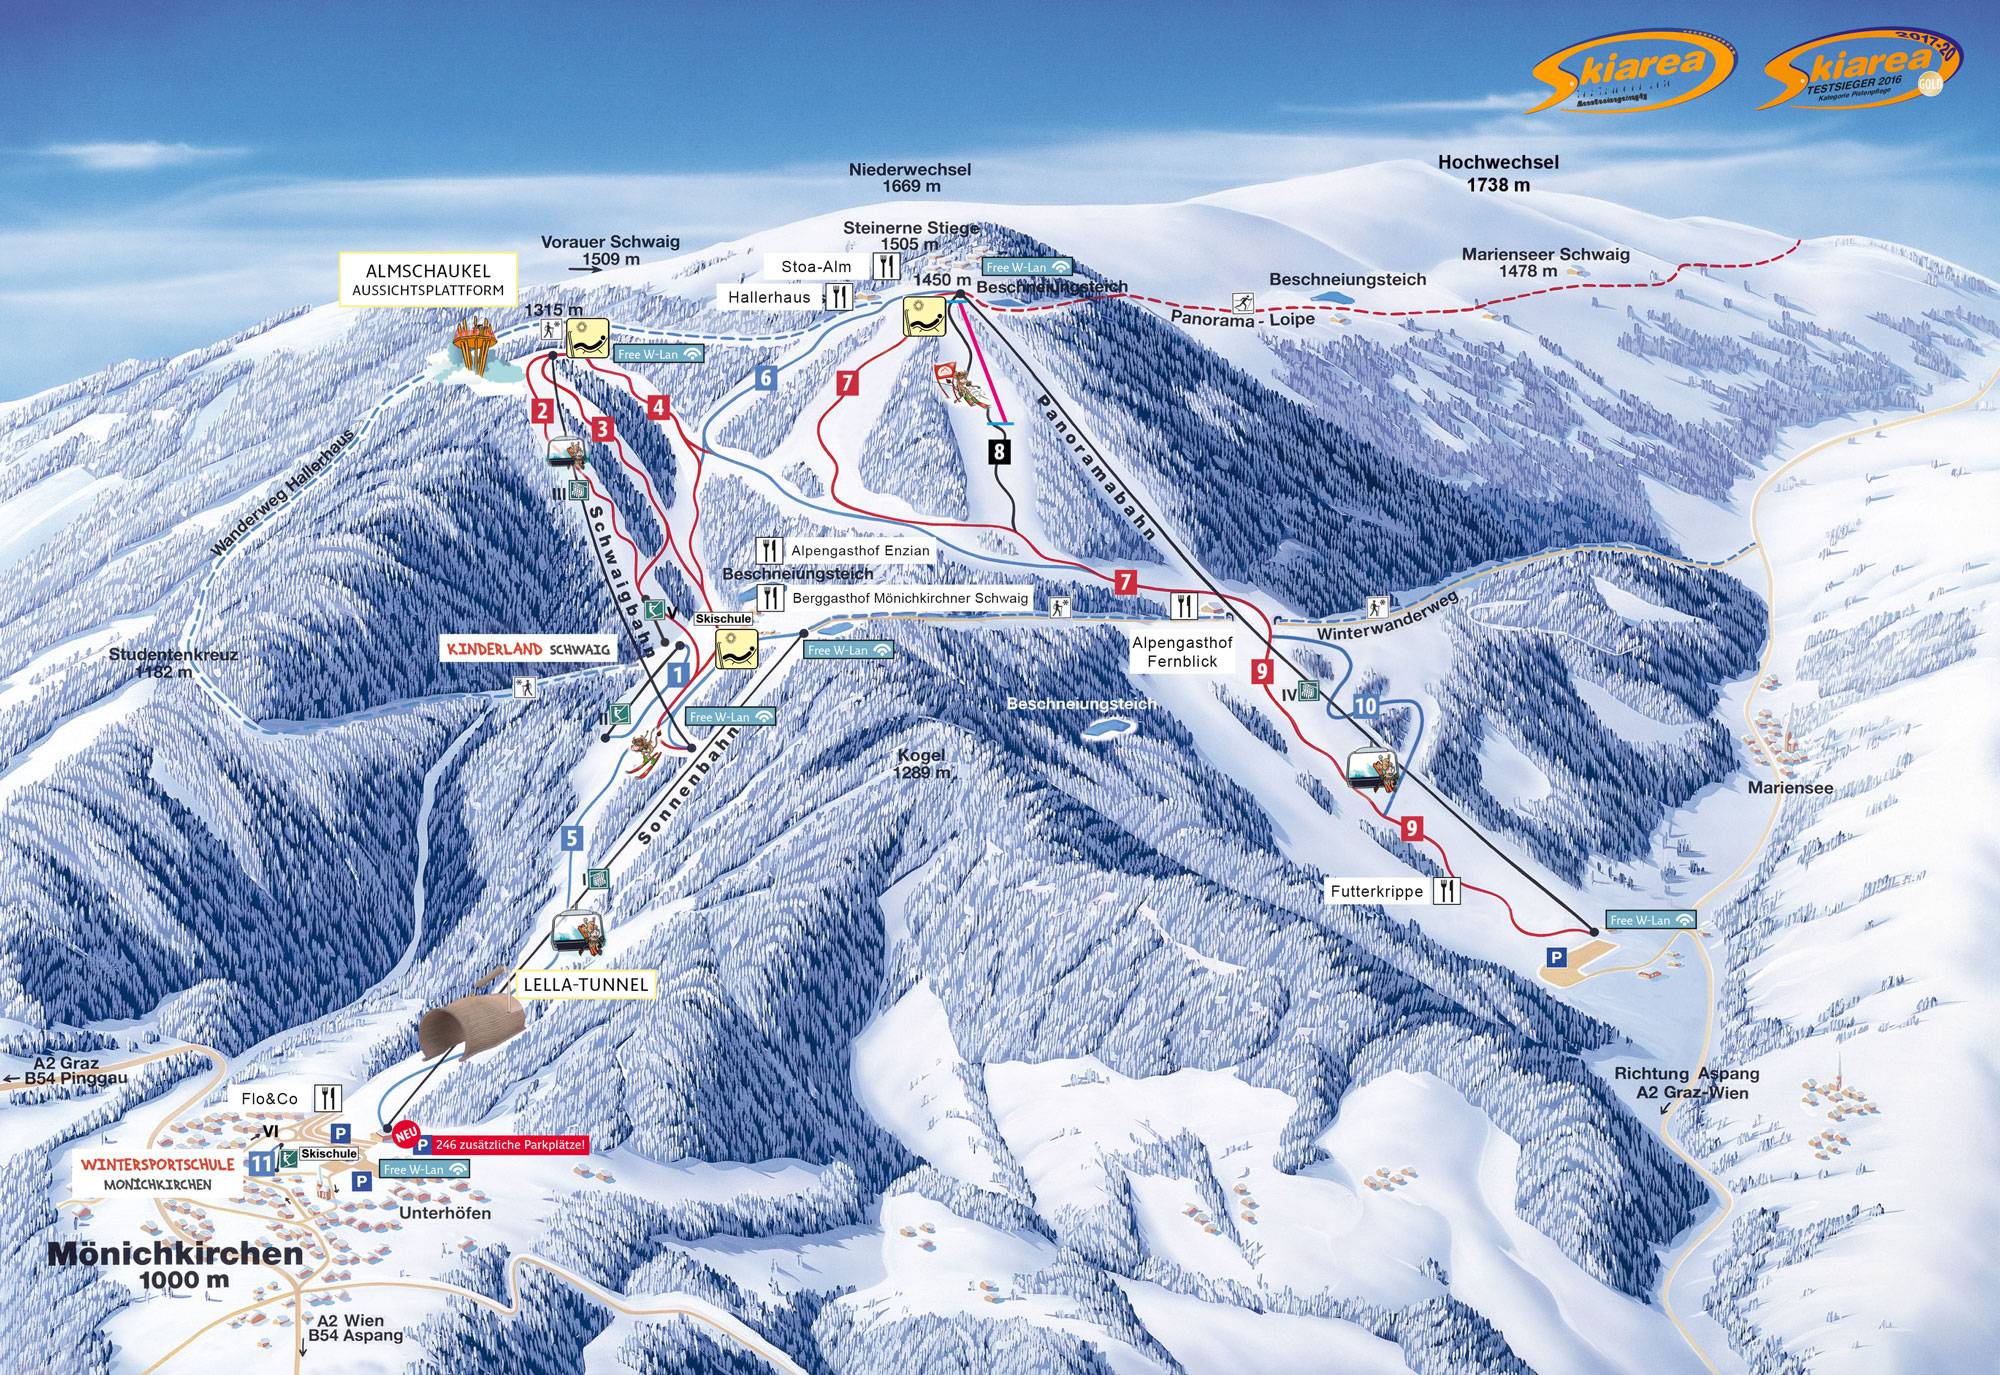 Skiarea
Skiarea
2017-20
TESTSIEGER 2016
Kategorie Pistenpflege
GOLD
Hochwechsel
1738 m
Niederwechsel
1669 m
Steinerne Stiege
1505 m
Vorauer Schwaig
1509 m
Marienseer Schwaig
1478 m
ALMSCHAUKEL
AUSSICHTSPLATTFORM
Stoa-Alm
Hallerhaus
1450 m
Free W-Lan
Beschneiungsteich
Beschneiungsteich
Panorama - Loipe
1315 m
Free W-Lan
6
7
2
3
4
8
Panoramabahn
Wanderweg Hallerhaus
III
Schwaigbahn
Alpengasthof Enzian
Beschneiungsteich
Berggasthof Mönichkirchner Schwaig
7
V
Skischule
Winterwanderweg
KINDERLAND SCHWAIG
Free W-Lan
Alpengasthof
Fernblick
Studentenkreuz
1182 m
1
9
IV
10
II
Free W-Lan
Beschneiungsteich
Sonnenbahn
Kogel
1289 m
Mariensee
5
9
I
Futterkrippe
Free W-Lan
P
LELLA-TUNNEL
A2 Graz
B54 Pinggau
Richtung Aspang
A2 Graz-Wien
Flo&Co
VI
P
NEU
P 246 zusätzliche Parkplätze!
11
Skischule
WINTERSPORTSCHULE
MÖNICHKIRCHEN
Free W-Lan
P
Unterhöfen
Mönichkirchen
1000 m
A2 Wien
B54 Aspang